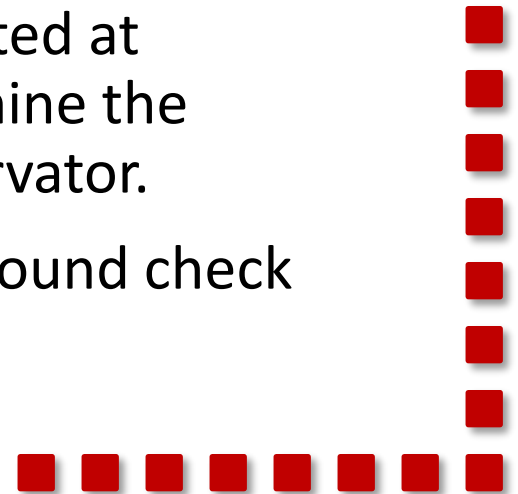 ted at
nine the
rvator.
ound check